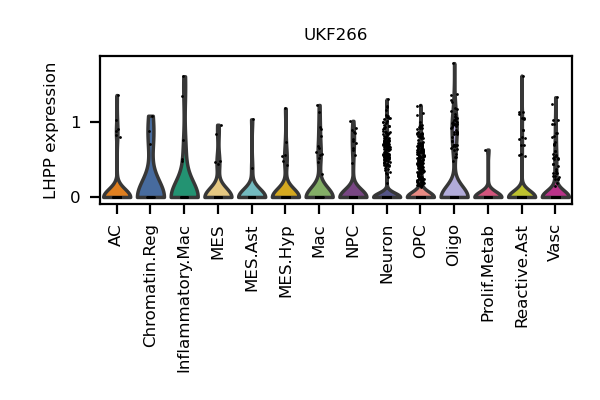 UKF266
LHPP expression
1
0
AC
Chromatin.Reg
Inflammatory.Mac
MES
MES.Ast
MES.Hyp
Mac
NPC
Neuron
OPC
Oligo
Prolif.Metab
Reactive.Ast
Vasc